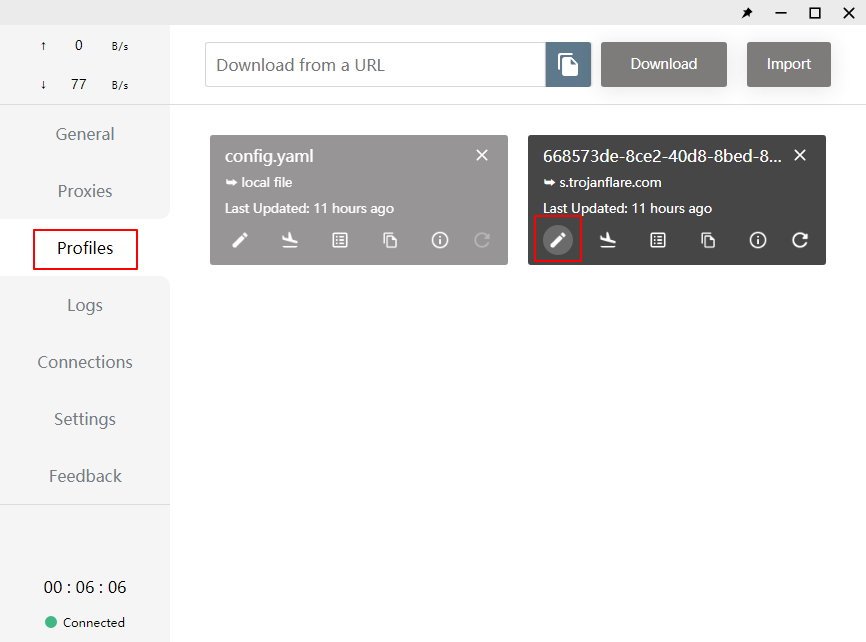 ↑ 0 B/s
↓ 77 B/s
General
Proxies
Profiles
Logs
Connections
Settings
Feedback
00 : 06 : 06
Connected
Download from a URL
Download
Import
config.yaml
local file
Last Updated: 11 hours ago
668573de-8ce2-40d8-8bed-8...
s.trojanflare.com
Last Updated: 11 hours ago